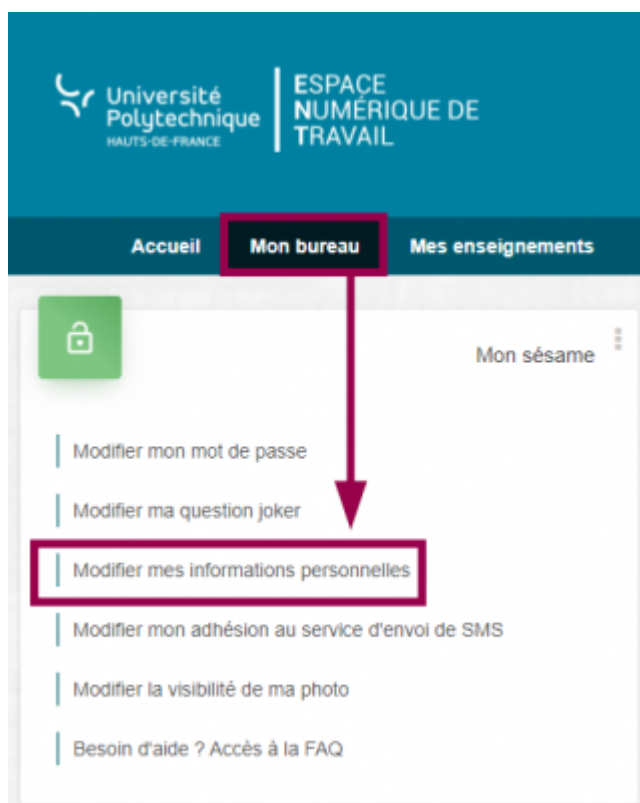 Université
Polytechnique
HAUTS-DE-FRANCE
ESPACE
NUMÉRIQUE DE
TRAVAIL
Accueil Mon bureau Mes enseignements
Mon sésame
Modifier mon mot de passe
Modifier ma question joker
Modifier mes informations personnelles
Modifier mon adhésion au service d'envoi de SMS
Modifier la visibilité de ma photo
Besoin d'aide ? Accès à la FAQ